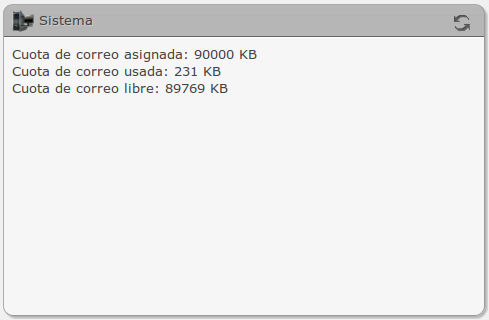 Sistema
Cuota de correo asignada: 90000 KB
Cuota de correo usada: 231 KB
Cuota de correo libre: 89769 KB